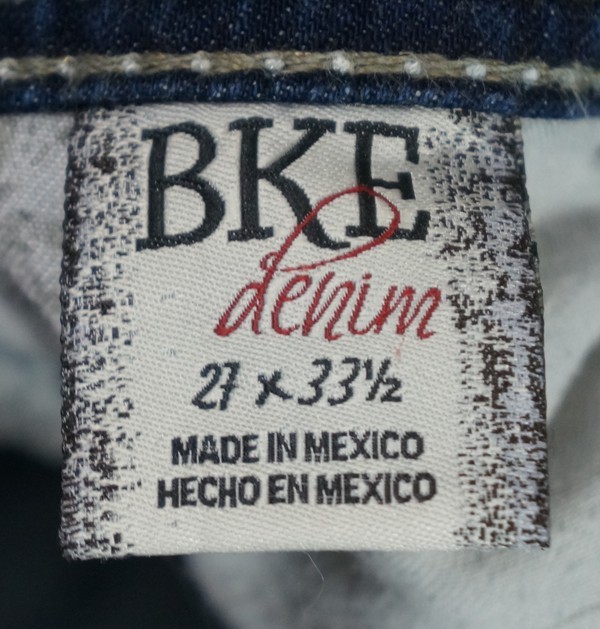 BKE
denim
27 x 33½
MADE IN MEXICO
HECHO EN MEXICO